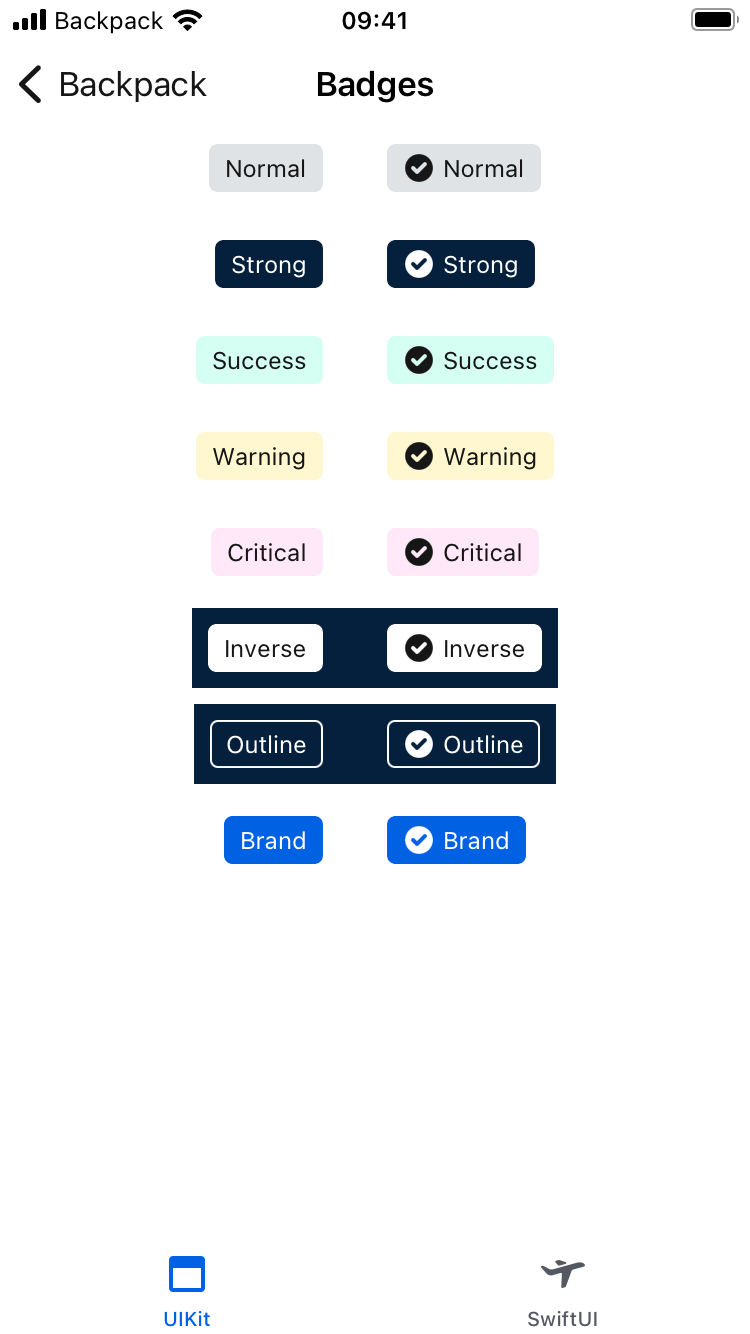 Backpack 09:41
Backpack Badges
Normal Normal
Strong Strong
Success Success
Warning Warning
Critical Critical
Inverse Inverse
Outline Outline
Brand Brand
UIKit SwiftUI